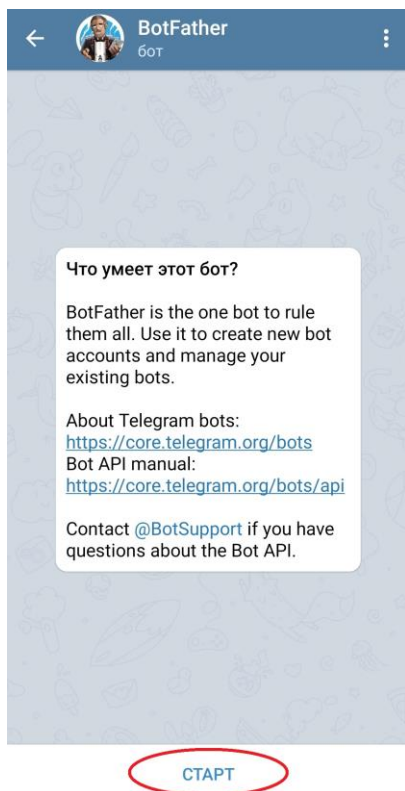 BotFather
бот
Что умеет этот бот?
BotFather is the one bot to rule
them all. Use it to create new bot
accounts and manage your
existing bots.
About Telegram bots:
https://core.telegram.org/bots
Bot API manual:
https://core.telegram.org/bots/api
Contact @BotSupport if you have
questions about the Bot API.
СТАРТ